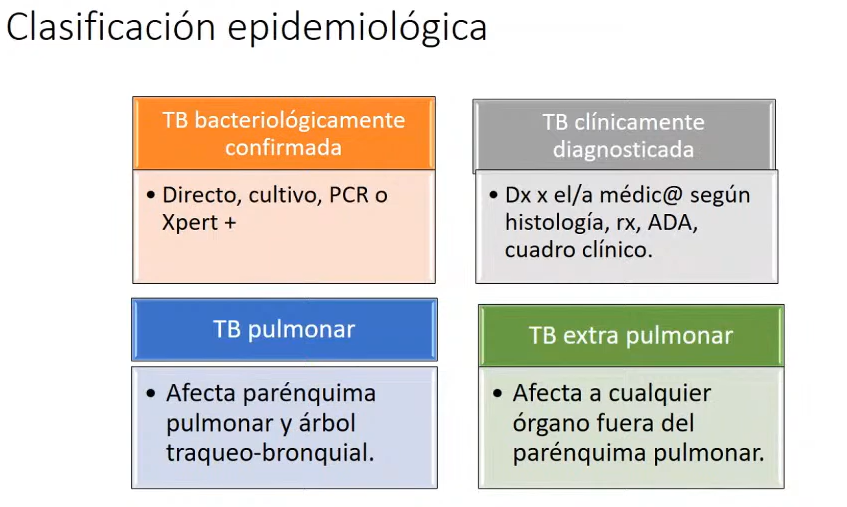 Clasificación epidemiológica
TB bacteriológicamente
confirmada
• Directo, cultivo, PCR o
Xpert +
TB clínicamente
diagnosticada
• Dx x el/a médic@ según
histología, rx, ADA,
cuadro clínico.
TB pulmonar
• Afecta parénquima
pulmonar y árbol
traqueo-bronquial.
TB extra pulmonar
• Afecta a cualquier
órgano fuera del
parénquima pulmonar.